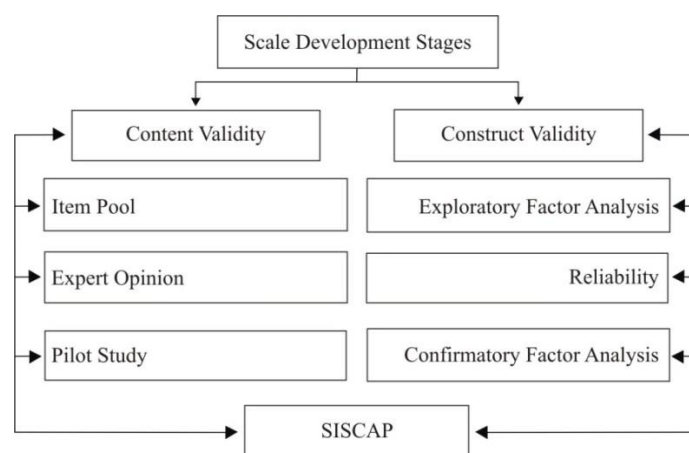 Scale Development Stages
Content Validity
Construct Validity
Item Pool
Exploratory Factor Analysis
Expert Opinion
Reliability
Pilot Study
Confirmatory Factor Analysis
SISCAP